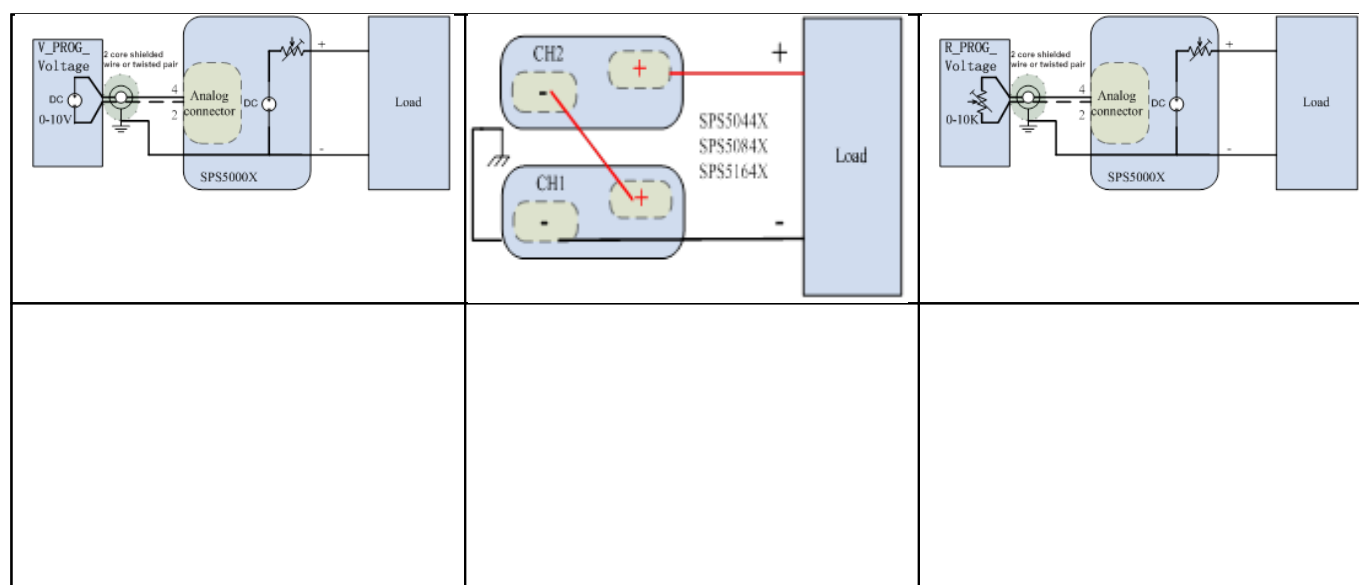 V_PROG_
Voltage
DC
0-10V
2 core shielded
wire or twisted pair
4
2
Analog
connector
DC
+
-
SPS5000X
Load
CH2
+
-
CH1
+
-
SPS5044X
SPS5084X
SPS5164X
+
-
Load
R_PROG_
Voltage
0-10K
2 core shielded
wire or twisted pair
4
2
Analog
connector
DC
+
-
SPS5000X
Load